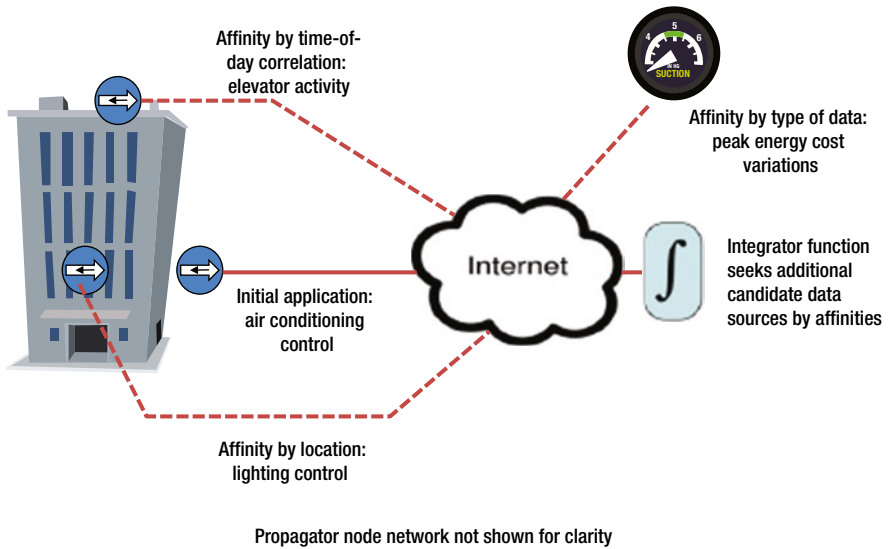 Affinity by time-of-
day correlation:
elevator activity
4 5 6
IN HG
SUCTION
Affinity by type of data:
peak energy cost
variations
Internet
∫
Integrator function
seeks additional
candidate data
sources by affinities
Initial application:
air conditioning
control
Affinity by location:
lighting control
Propagator node network not shown for clarity